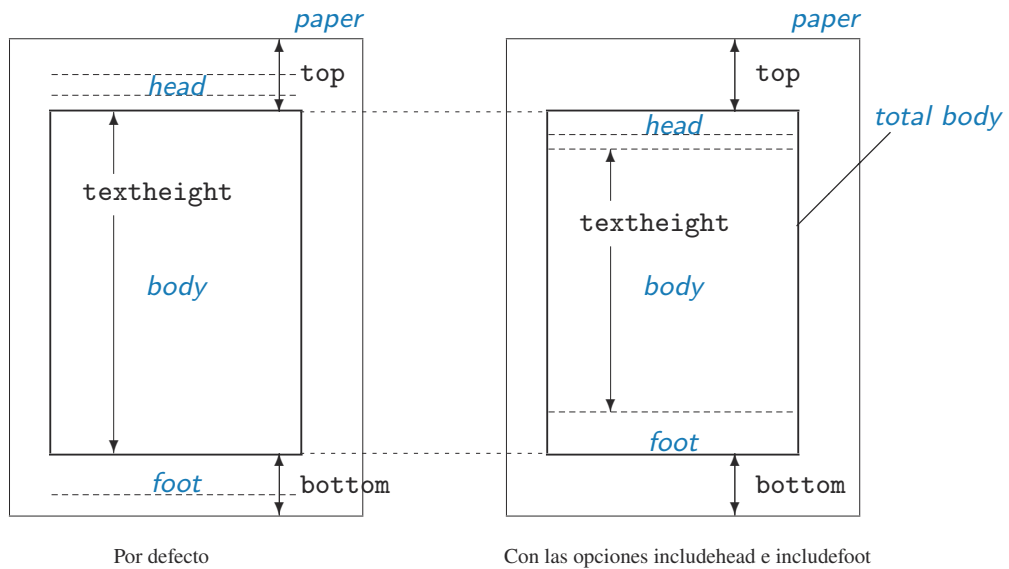 paper
top
head
textheight
body
foot
bottom
Por defecto
paper
top
head
total body
textheight
body
foot
bottom
Con las opciones includehead e includefoot